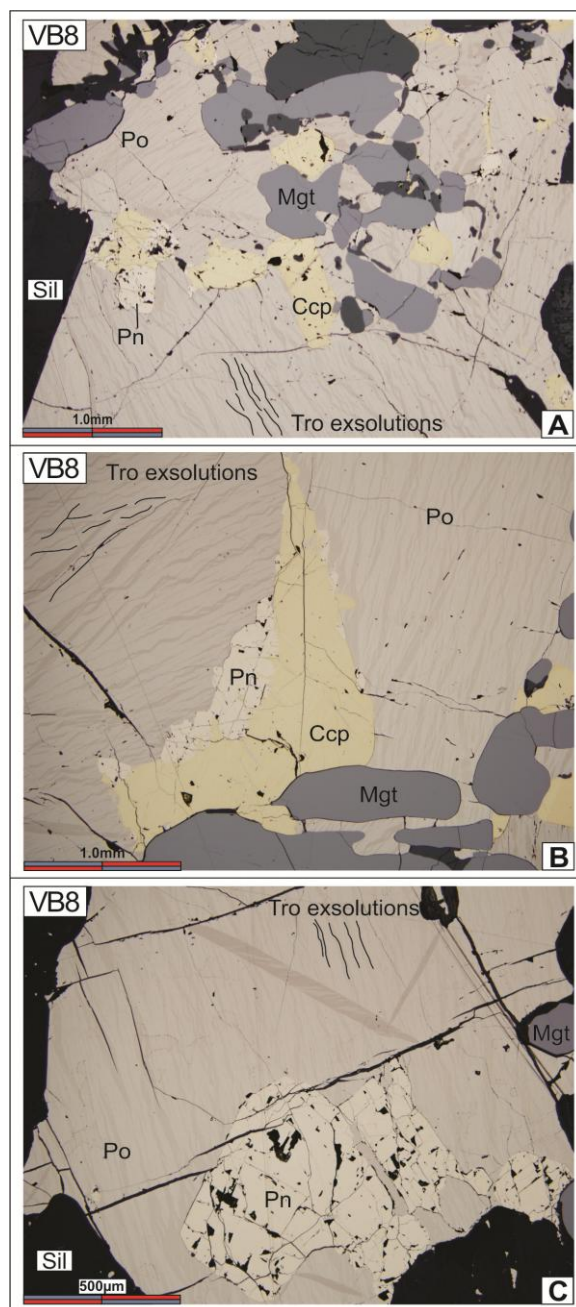 VB8
Po
Mgt
Sil
Pn
Ccp
Tro exsolutions
1.0mm
A
VB8
Tro exsolutions
Po
Pn
Ccp
Mgt
1.0mm
B
VB8
Tro exsolutions
Mgt
Po
Pn
Sil
500µm
C